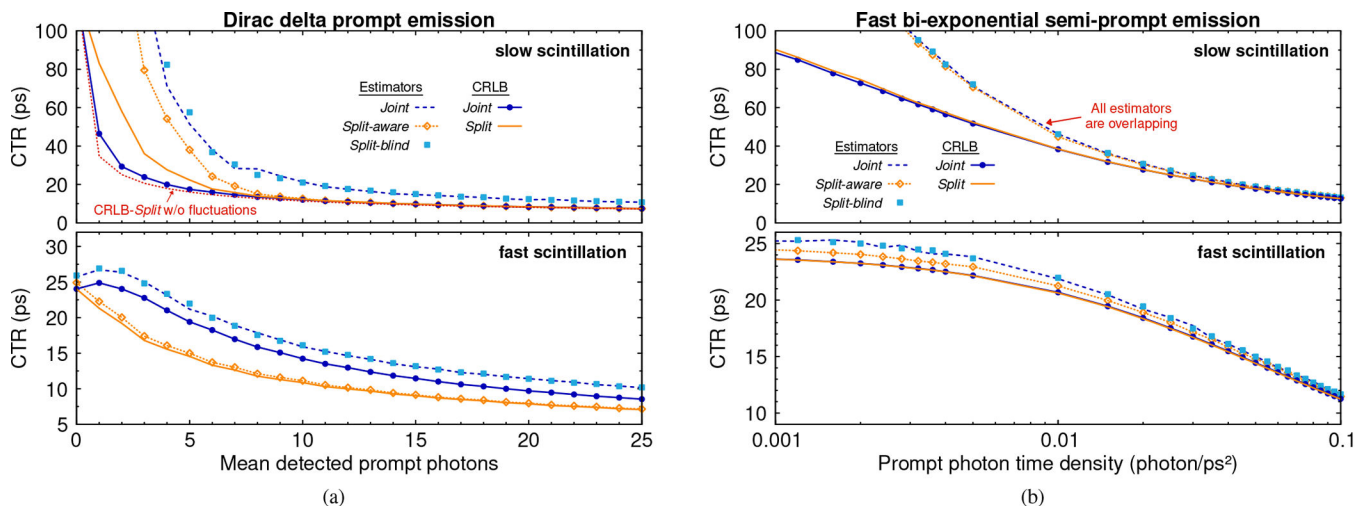 Dirac delta prompt emission
slow scintillation
100
80
60
40
20
0
CTR (ps)
Estimators
CRLB
Joint
Joint
Split-aware
Split
Split-blind
CRLB-Split w/o fluctuations
fast scintillation
30
25
20
15
10
5
CTR (ps)
0
5
10
15
20
25
Mean detected prompt photons
(a)
Fast bi-exponential semi-prompt emission
slow scintillation
100
80
60
40
20
0
CTR (ps)
All estimators
are overlapping
Estimators
CRLB
Joint
Joint
Split-aware
Split
Split-blind
fast scintillation
25
20
15
10
CTR (ps)
0.001
0.01
0.1
Prompt photon time density (photon/ps²)
(b)